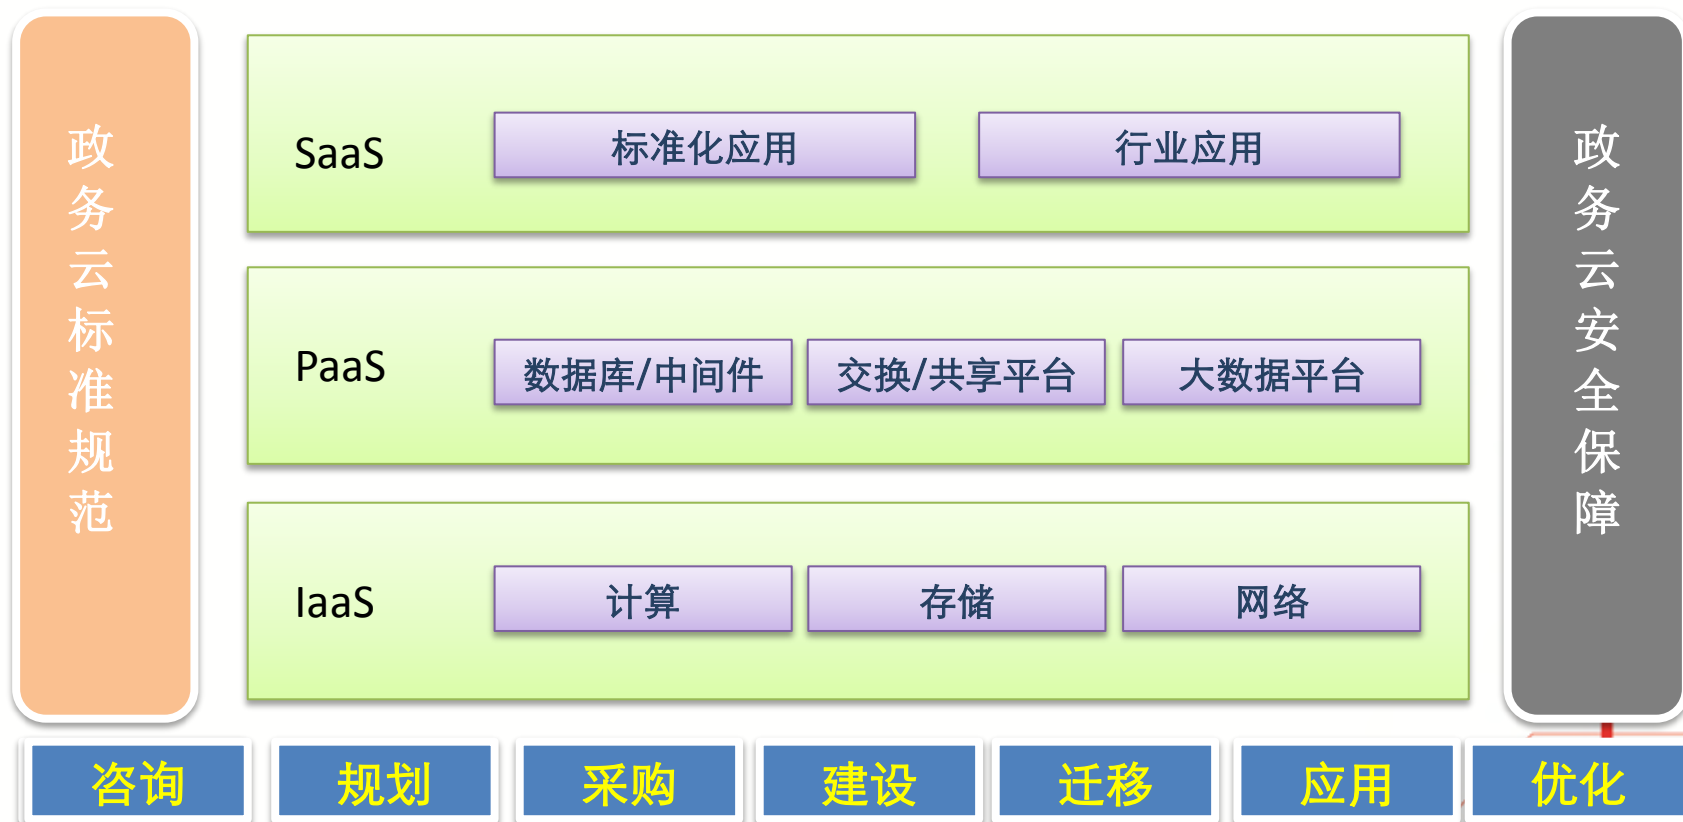 政务云标准规范
SaaS
标准化应用
行业应用
PaaS
数据库/中间件
交换/共享平台
大数据平台
IaaS
计算
存储
网络
政务云安全保障
咨询
规划
采购
建设
迁移
应用
优化